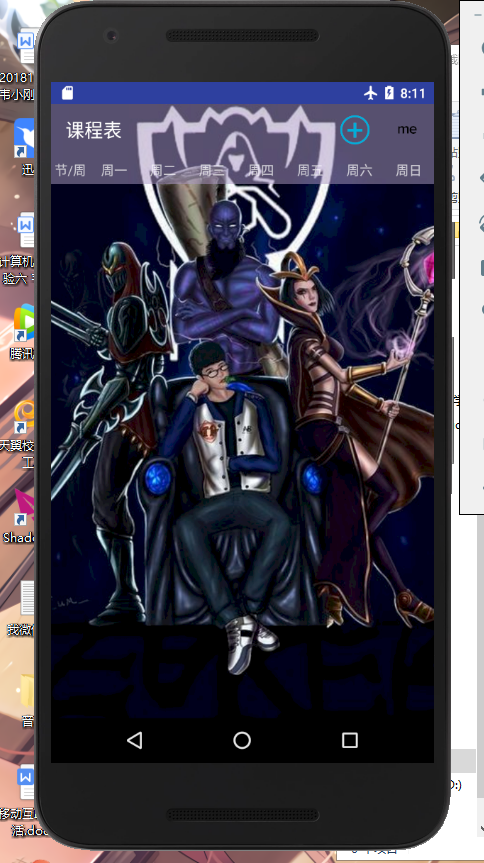 20181
韦小刚
迅
8:11
课程表
me
节/周 周一 周二 周三 周四 周五 周六 周日
计算机
验六
腾讯
天翼校
工
Shado
我微
音
移动互
活.doc
D:)